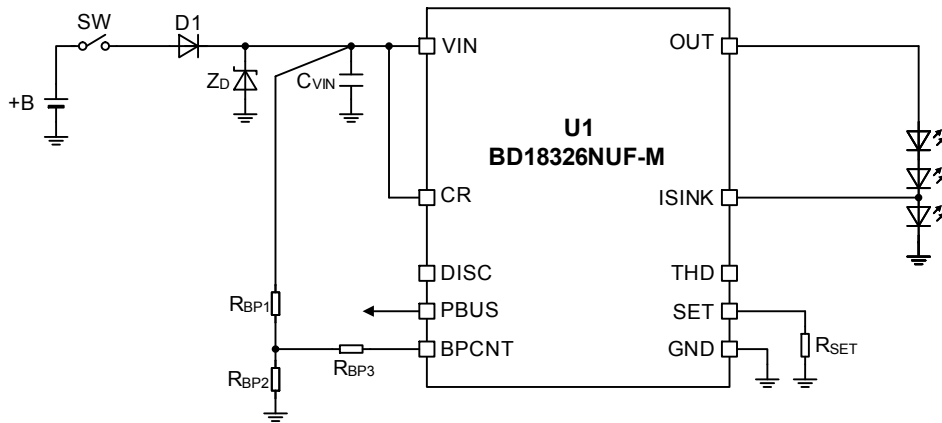 SW
D1
+B
ZD
CVIN
VIN
OUT
U1
BD18326NUF-M
CR
ISINK
DISC
THD
RBP1
PBUS
SET
BPCNT
GND
RSET
RBP3
RBP2